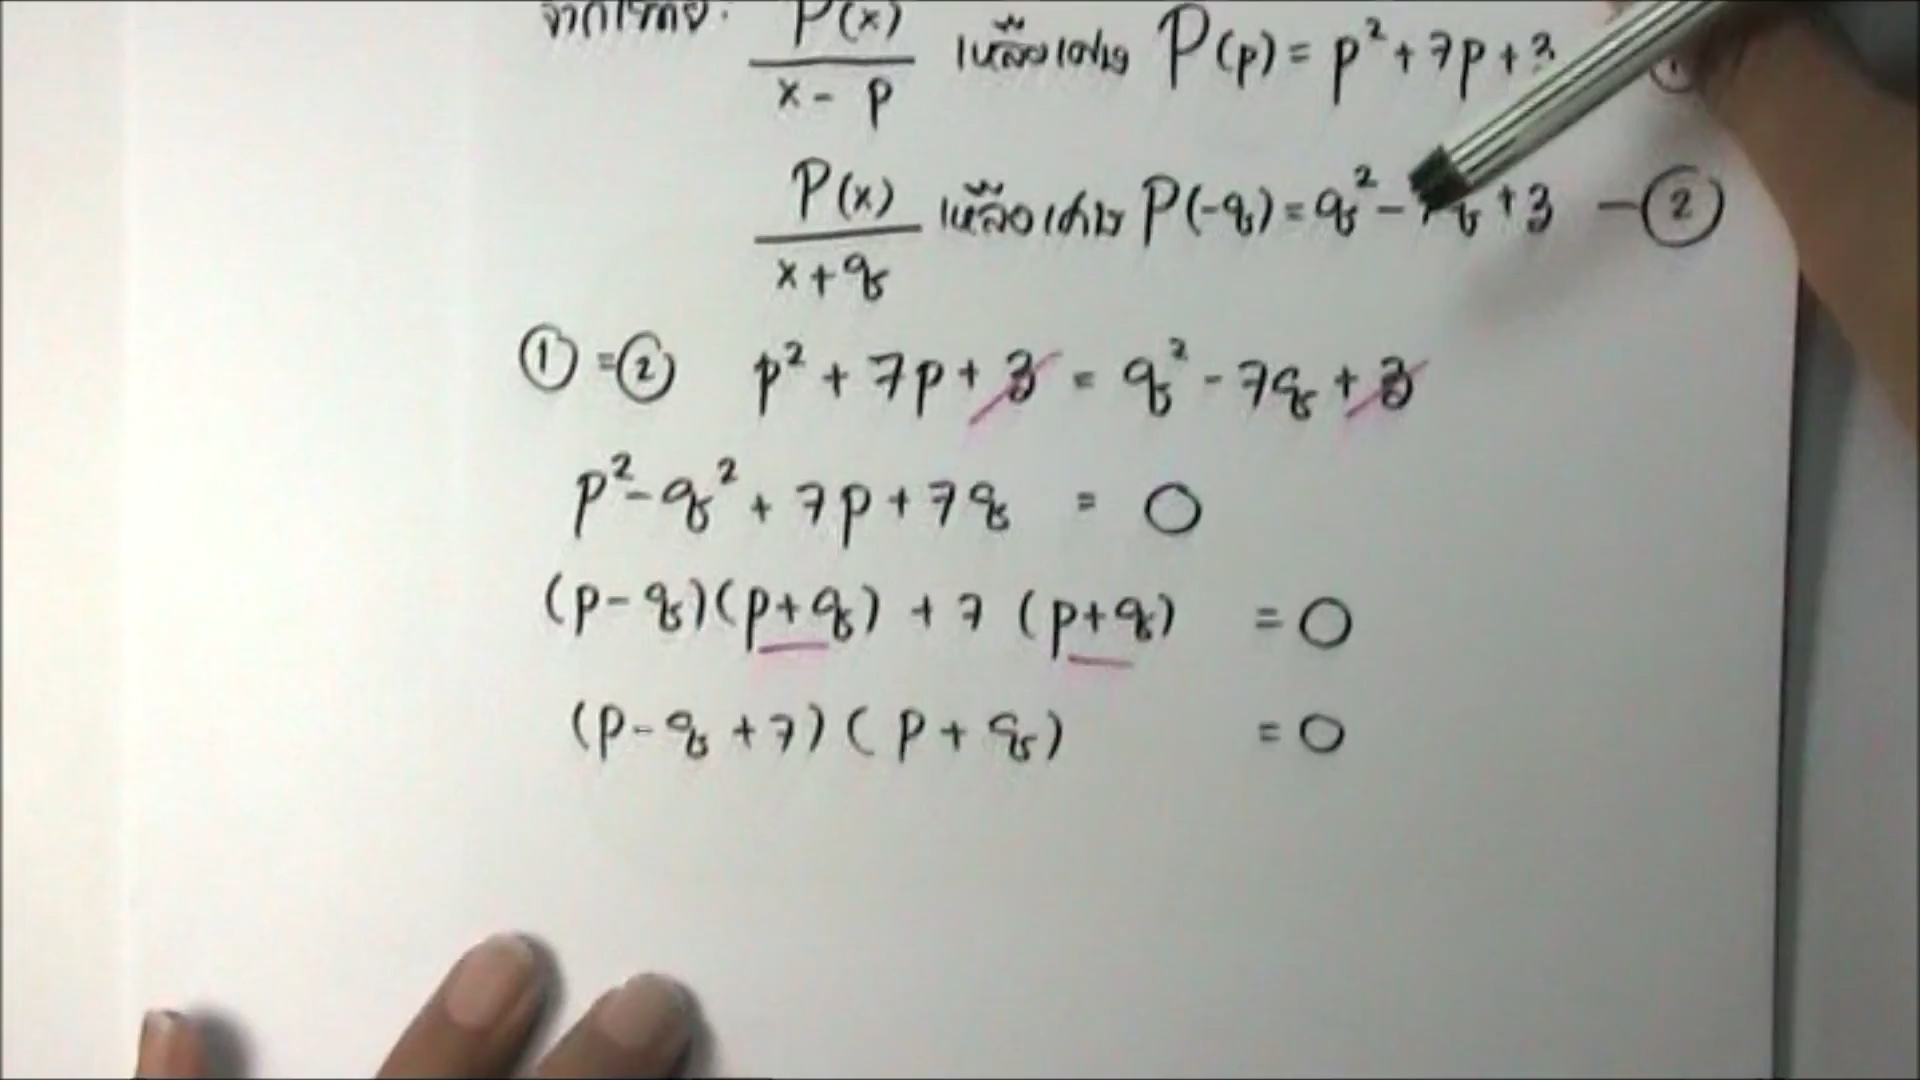 จากโจทย์ : P(x)/(x - p) เหลือเศษ P(p) = p² + 7p + 3 - ①
P(x)/(x + q) เหลือเศษ P(-q) = q² - 7q + 3 - ②
① = ② p² + 7p + 3 = q² - 7q + 3
p² - q² + 7p + 7q = 0
(p - q)(p + q) + 7 (p + q) = 0
(p - q + 7)(p + q) = 0